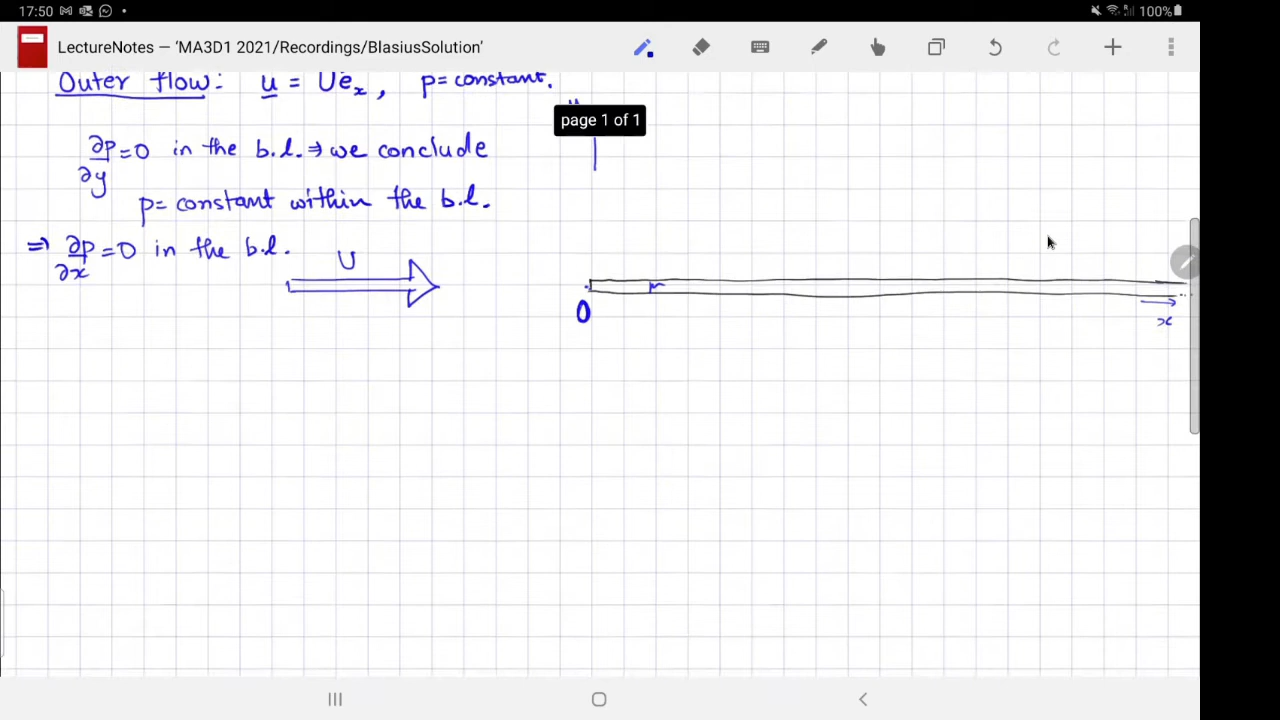 17:50
100%
LectureNotes — ‘MA3D1 2021/Recordings/BlasiusSolution’
Outer flow: u = Ue_x, p=constant.
page 1 of 1
∂p/∂y=0 in the b.l. ⇒ we conclude
p= constant within the b.l.
⇒ ∂p/∂x=0 in the b.l.
U
0
x